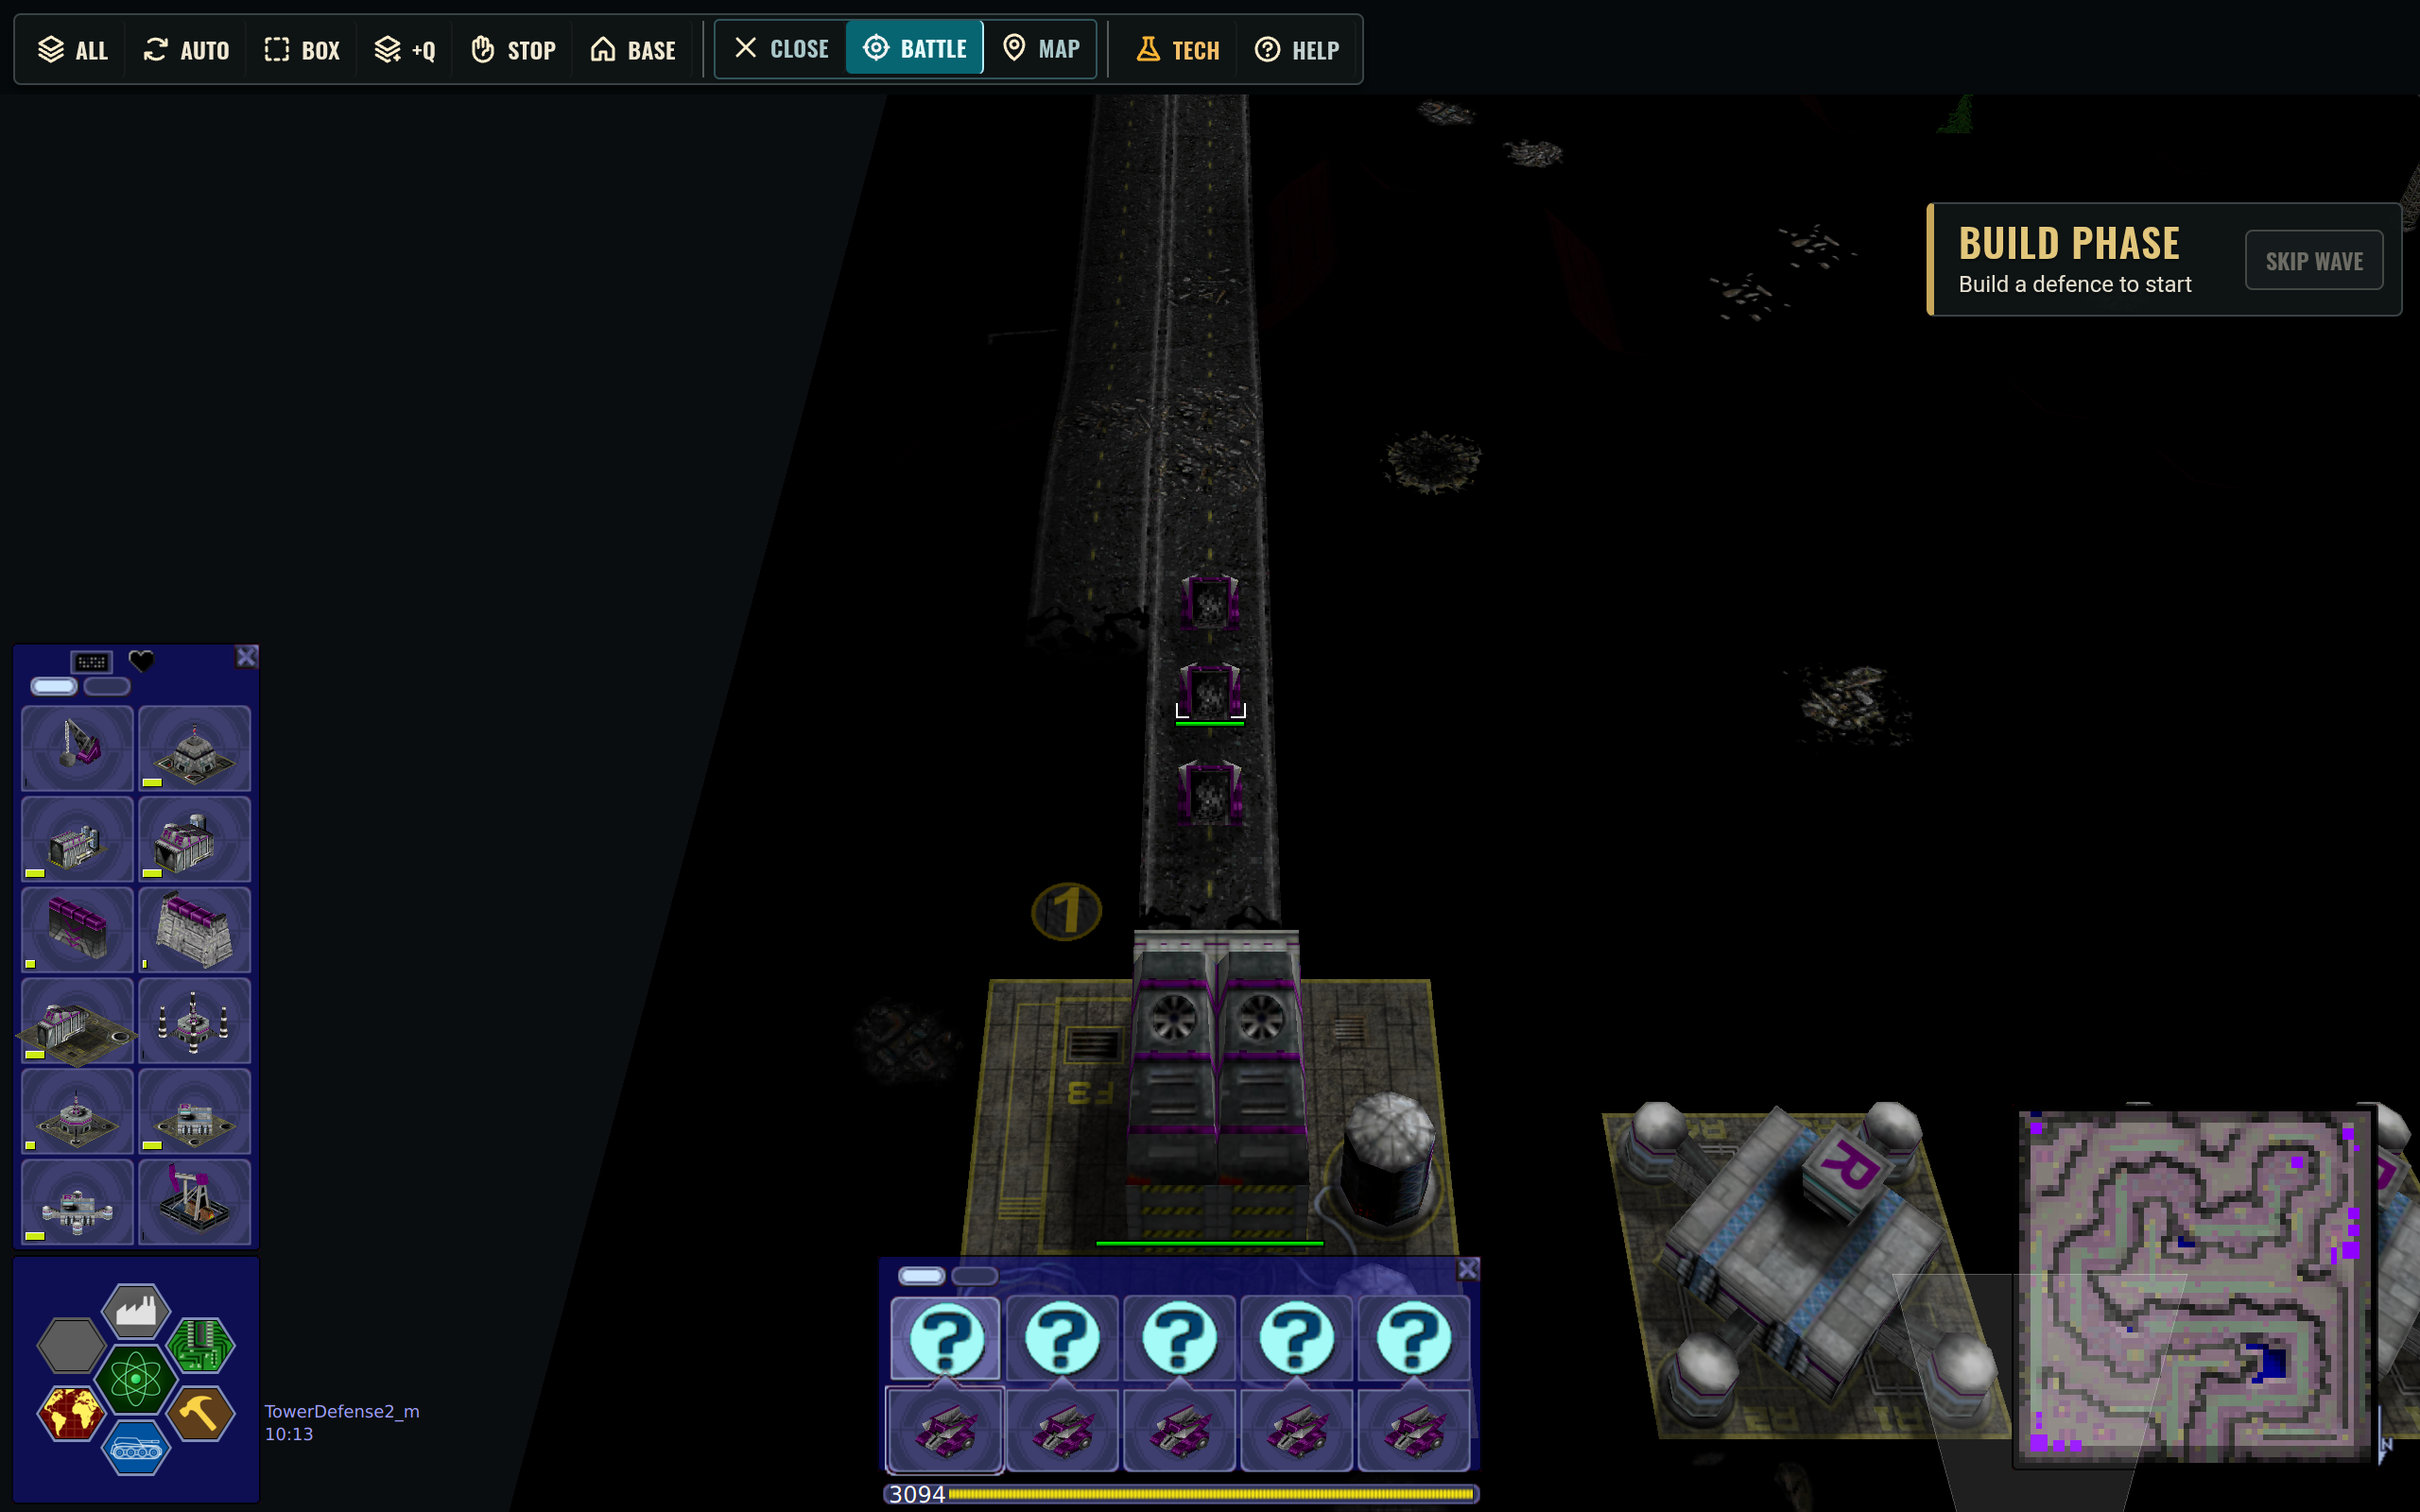 ALL AUTO BOX +Q STOP BASE CLOSE BATTLE MAP TECH HELP
BUILD PHASE
Build a defence to start
SKIP WAVE
1
F3
R
TowerDefense2_m
10:13
? ? ? ? ?
3094
N